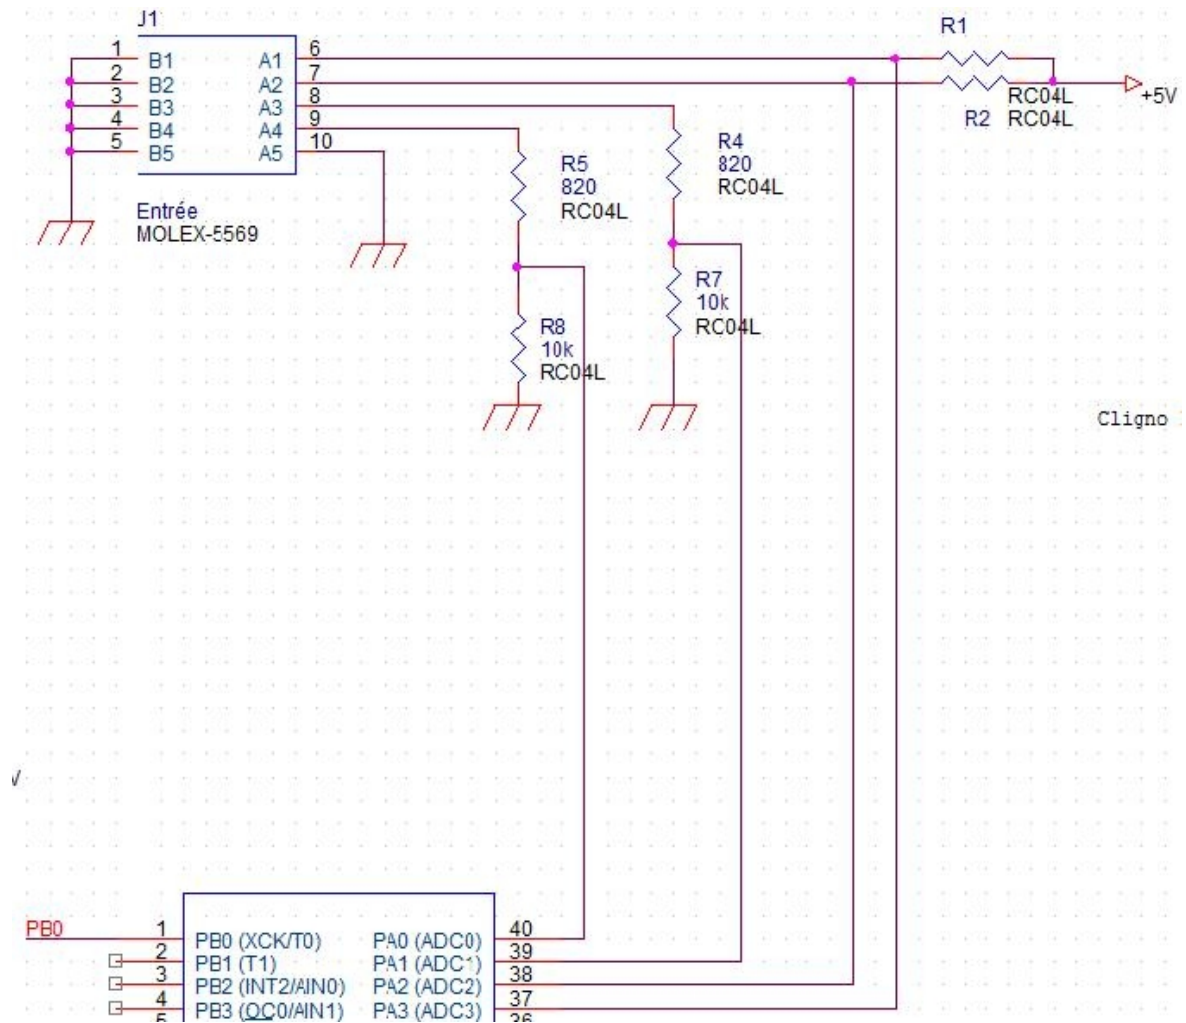 J1
1 B1 A1 6
2 B2 A2 7
3 B3 A3 8
4 B4 A4 9
5 B5 A5 10
Entrée
MOLEX-5569
R1
RC04L
R2 RC04L
+5V
R5
820
RC04L
R4
820
RC04L
R7
10k
RC04L
R8
10k
RC04L
Cligno
V
PB0
1 PB0 (XCK/T0) PA0 (ADC0) 40
2 PB1 (T1) PA1 (ADC1) 39
3 PB2 (INT2/AIN0) PA2 (ADC2) 38
4 PB3 (OC0/AIN1) PA3 (ADC3) 37
5 36